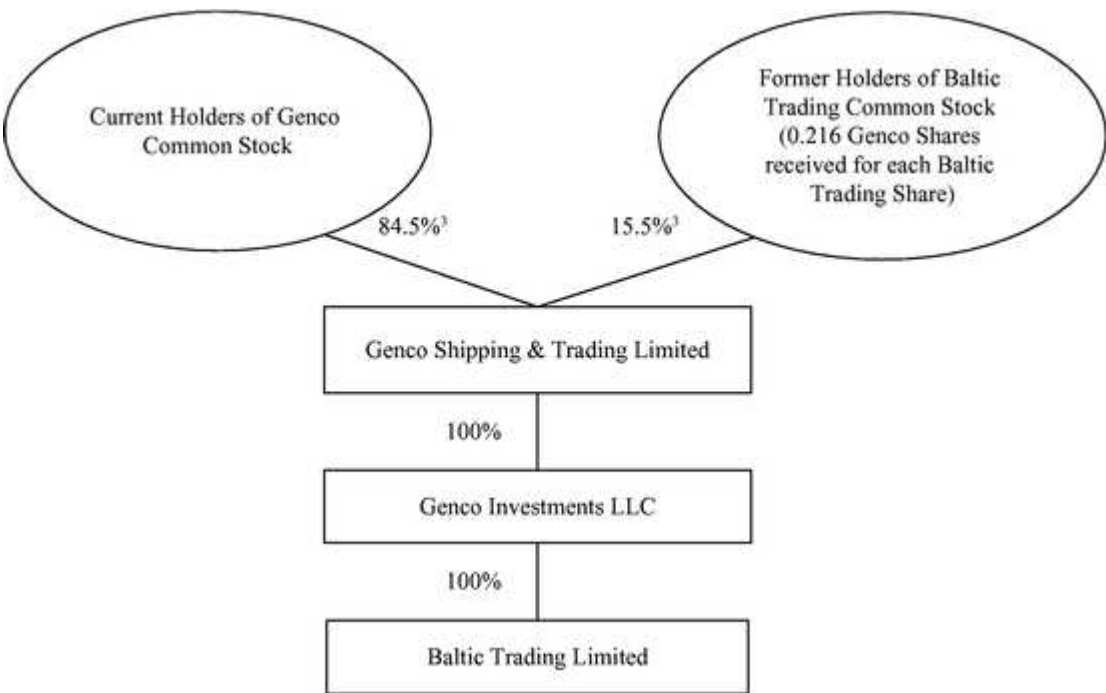 Current Holders of Genco
Common Stock
Former Holders of Baltic
Trading Common Stock
(0.216 Genco Shares
received for each Baltic
Trading Share)
84.5%³
15.5%³
Genco Shipping & Trading Limited
100%
Genco Investments LLC
100%
Baltic Trading Limited